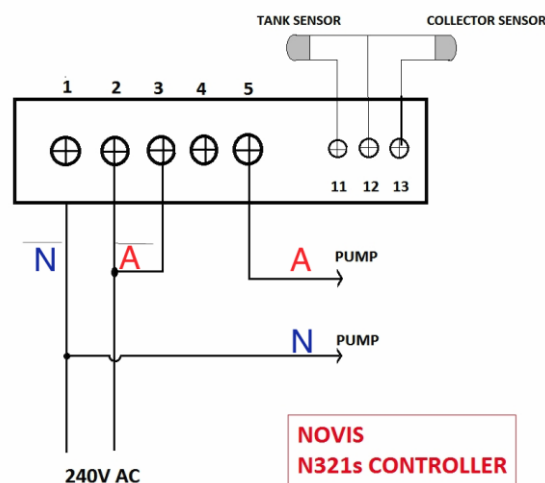 TANK SENSOR COLLECTOR SENSOR
1 2 3 4 5
11 12 13
N A A PUMP
N PUMP
NOVIS
N321s CONTROLLER
240V AC